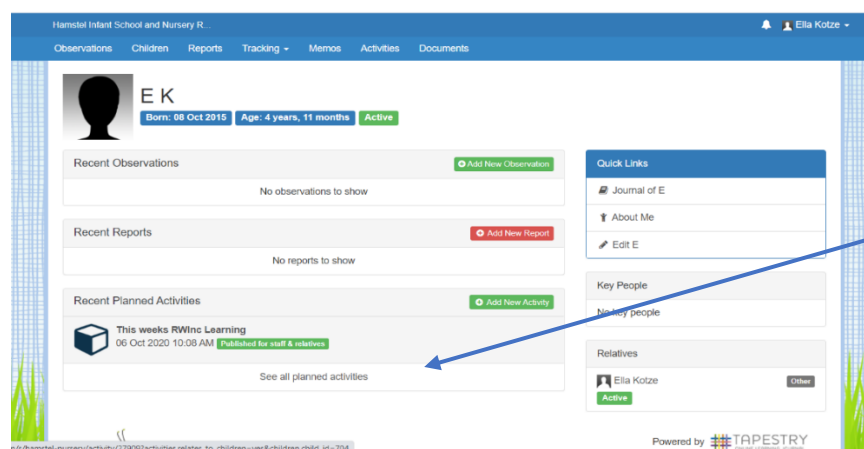 Hamstel Infant School and Nursery R...
Ella Kotze
Observations Children Reports Tracking Memos Activities Documents
E K
Born: 08 Oct 2015 Age: 4 years, 11 months Active
Recent Observations
Add New Observation
No observations to show
Recent Reports
Add New Report
No reports to show
Recent Planned Activities
Add New Activity
This weeks RWInc Learning
06 Oct 2020 10:08 AM Published for staff & relatives
See all planned activities
Quick Links
Journal of E
About Me
Edit E
Key People
No key people
Relatives
Ella Kotze Other
Active
Powered by TAPESTRY